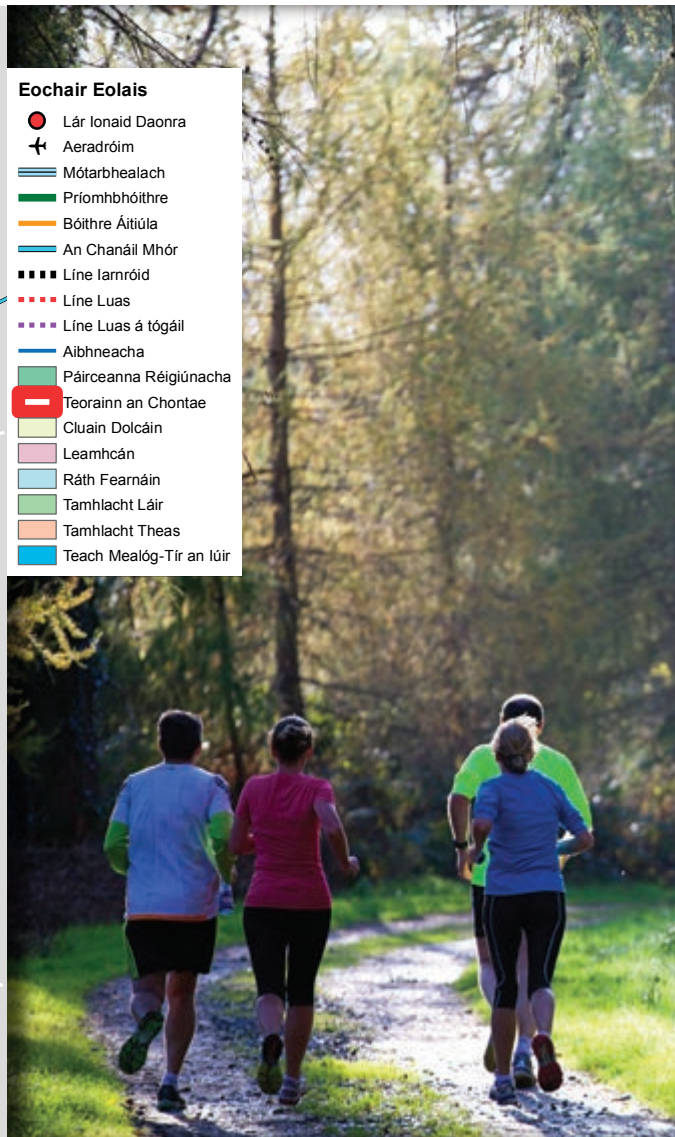 Eochair Eolais
Lár Ionaid Daonra
Aeradróim
Mótarbhealach
Príomhbhóithre
Bóithre Áitiúla
An Chanáil Mhór
Líne Iarnróid
Líne Luas
Líne Luas á tógáil
Aibhneacha
Páirceanna Réigiúnacha
Teorainn an Chontae
Cluain Dolcáin
Leamhcán
Ráth Fearnáin
Tamhlacht Láir
Tamhlacht Theas
Teach Mealóg-Tír an Iúir